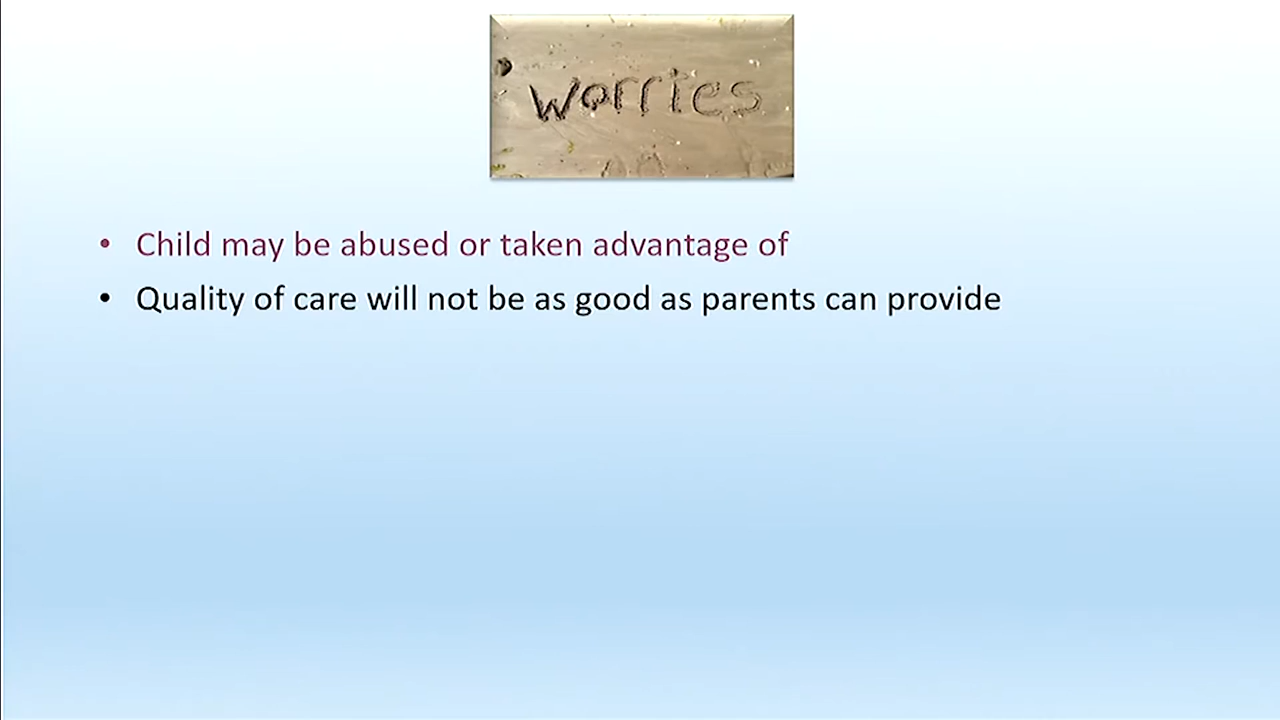 Worries
• Child may be abused or taken advantage of
• Quality of care will not be as good as parents can provide